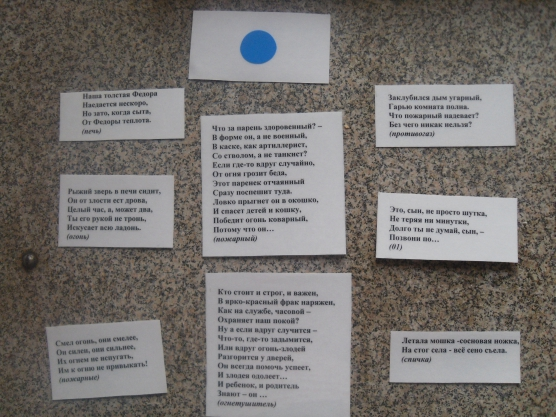 Наша толстая Федора
Наедается нескоро,
Но зато, когда сыта,
От Федоры теплота.
(печь)
Что за парень здоровенный? –
В форме он, а не военный,
В каске, как артиллерист,
Со стволом, а не танкист?
Если где-то вдруг случайно,
От огня грозит беда,
Этот паренек отчаянный
Сразу поспешит туда.
Ловко прыгнет он в окошко,
И спасет детей и кошку,
Победит огонь коварный,
Потому что он…
(пожарный)
Заклубился дым угарный,
Гарью комната полна.
Что пожарный надевает?
Без чего никак нельзя?
(противогаз)
Рыжий зверь в печи сидит,
Он от злости ест дрова,
Целый час, а, может два,
Ты его рукой не тронь,
Искусает всю ладонь.
(огонь)
Это, сын, не просто шутка,
Не теряй ни минутки,
Долго ты не думай, сын, –
Позвони по…
(01)
Смел огонь, они смелее,
Он силен, они сильнее,
Их огнем не испугать,
Им к огню не привыкать!
(пожарные)
Кто стоит и строг, и важен,
В ярко-красный фрак наряжен,
Как на службе, часовой –
Охраняет наш покой?
Ну а если вдруг случится –
Что-то, где-то задымится,
Или вдруг огонь-злодей
Разгорится у дверей,
Он всегда помочь успеет,
И злодея одолеет…
И ребенок, и родитель
Знают – он …
(огнетушитель)
Летала мошка -сосновая ножка,
На стог села - всё сено съела.
(спичка)